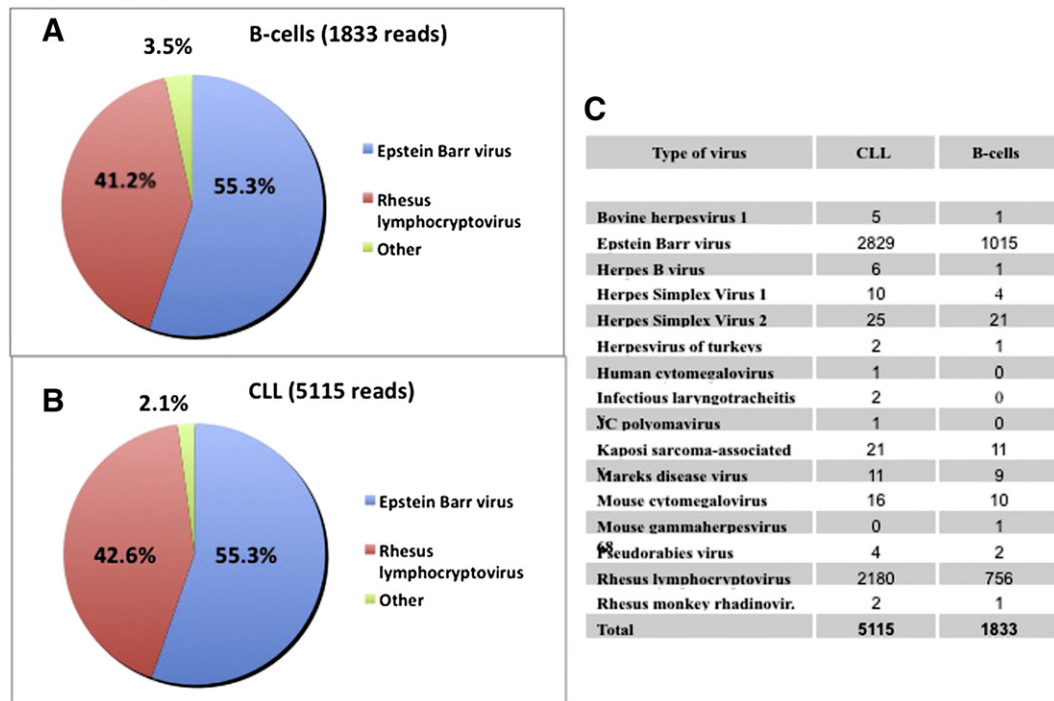 A
B-cells (1833 reads)
3.5%
41.2%
55.3%
Epstein Barr virus
Rhesus
lymphocryptovirus
Other
B
CLL (5115 reads)
2.1%
42.6%
55.3%
Epstein Barr virus
Rhesus
lymphocryptovirus
Other
C
Type of virus CLL B-cells
Bovine herpesvirus 1 5 1
Epstein Barr virus 2829 1015
Herpes B virus 6 1
Herpes Simplex Virus 1 10 4
Herpes Simplex Virus 2 25 21
Herpesvirus of turkeys 2 1
Human cytomegalovirus 1 0
Infectious laryngotracheitis 2 0
JC polyomavirus 1 0
Kaposi sarcoma-associated 21 11
Mareks disease virus 11 9
Mouse cytomegalovirus 16 10
Mouse gammaherpesvirus 0 1
68
Pseudorabies virus 4 2
Rhesus lymphocryptovirus 2180 756
Rhesus monkey rhadinovir. 2 1
Total 5115 1833